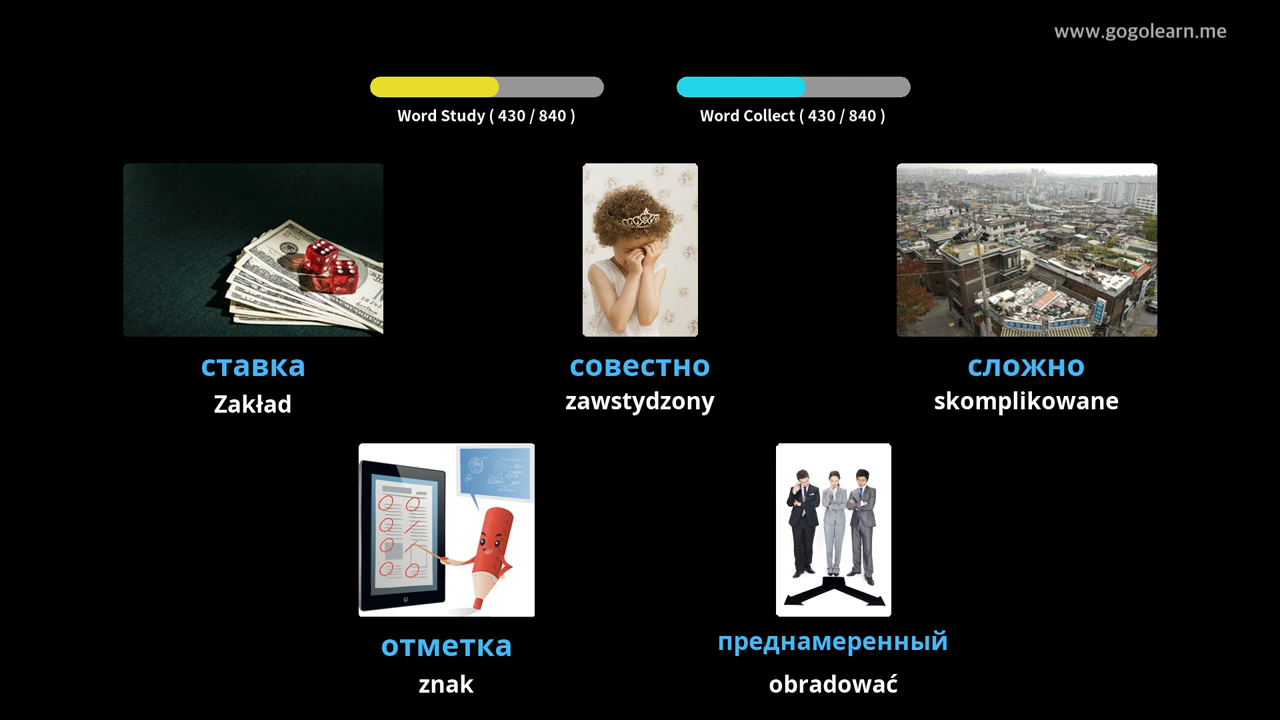 www.gogolearn.me
Word Study ( 430 / 840 )
Word Collect ( 430 / 840 )
ставка
Zakład
совестно
zawstydzony
сложно
skomplikowane
отметка
znak
преднамеренный
obradować